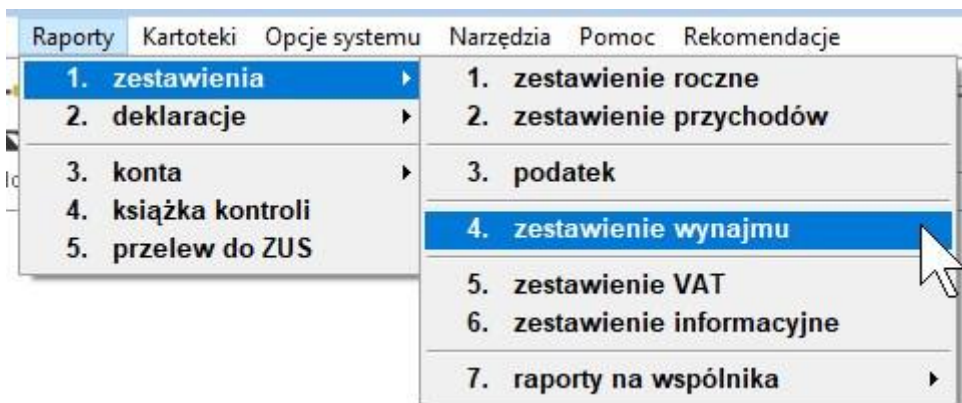 Raporty Kartoteki Opcje systemu Narzędzia Pomoc Rekomendacje
1. zestawienia
2. deklaracje
3. konta
4. książka kontroli
5. przelew do ZUS
1. zestawienie roczne
2. zestawienie przychodów
3. podatek
4. zestawienie wynajmu
5. zestawienie VAT
6. zestawienie informacyjne
7. raporty na wspólnika